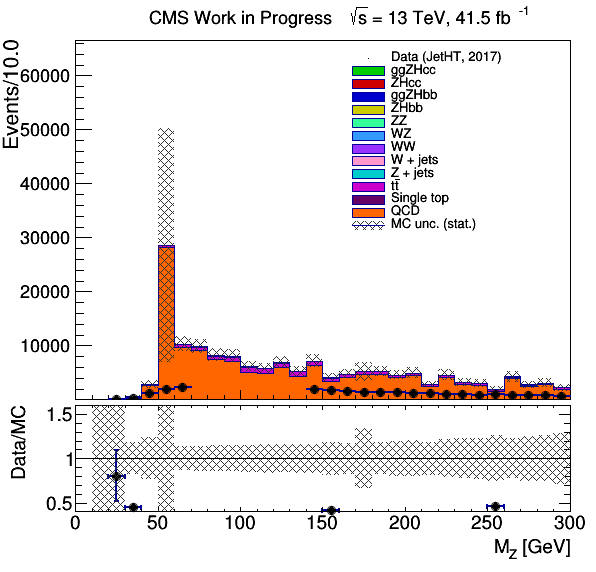 CMS Work in Progress √s = 13 TeV, 41.5 fb⁻¹
Events/10.0
60000
50000
40000
30000
20000
10000
Data (JetHT, 2017)
ggZHcc
ZHcc
ggZHbb
ZHbb
ZZ
WZ
WW
W + jets
Z + jets
tt̄
Single top
QCD
MC unc. (stat.)
Data/MC
1.5
1
0.5
0 50 100 150 200 250 300
M_Z [GeV]